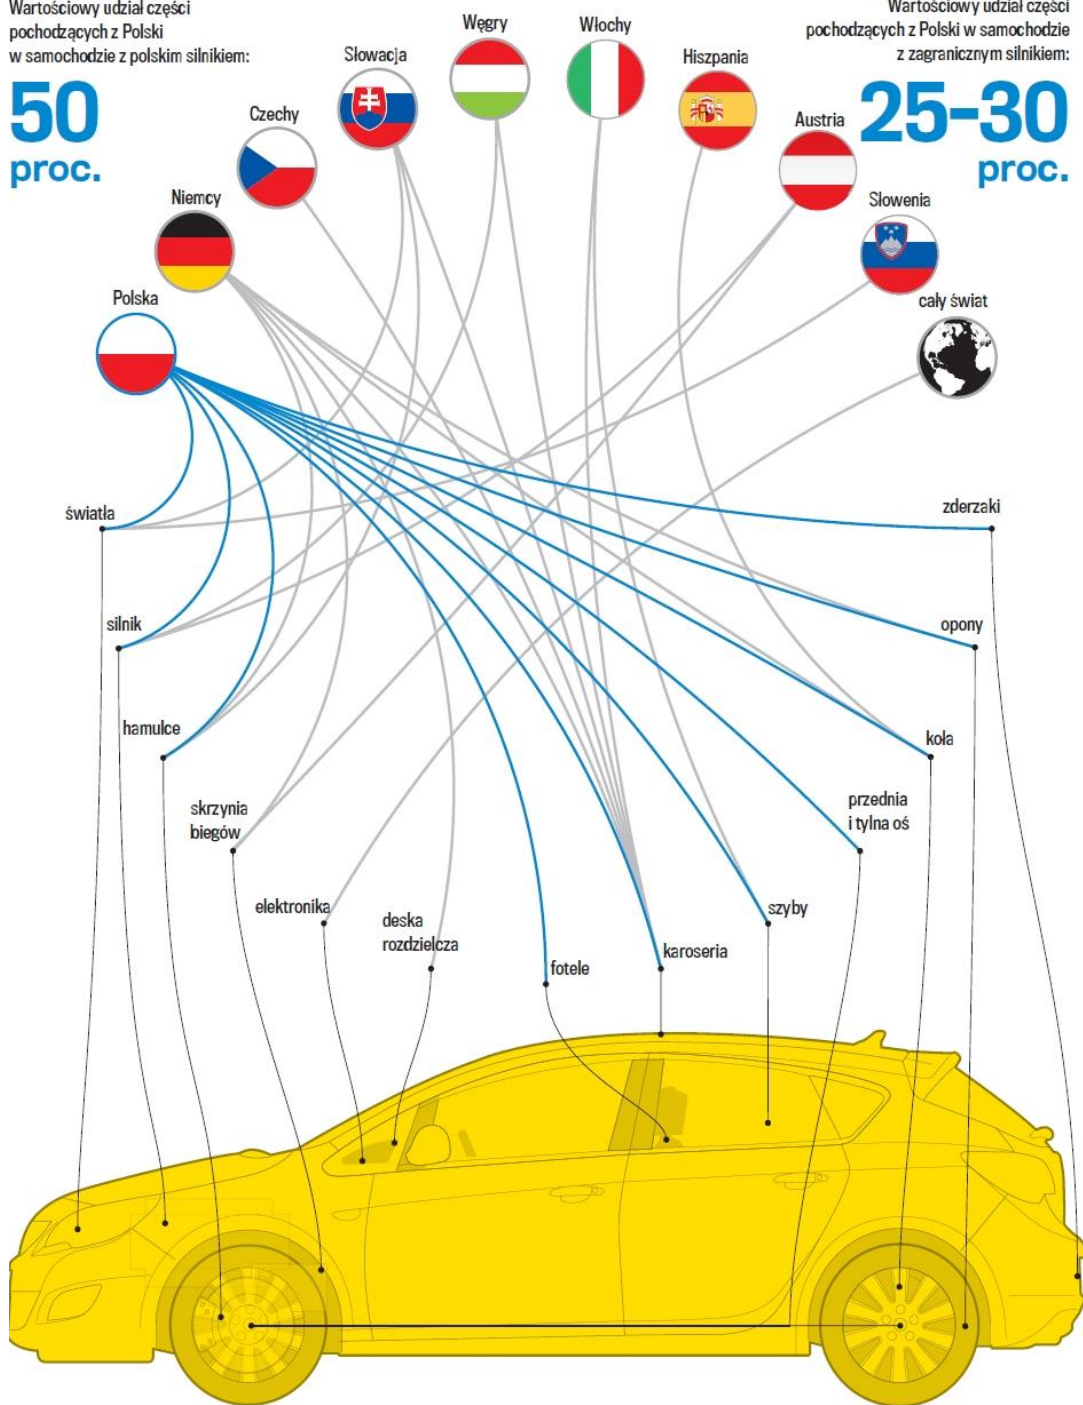 Wartościowy udział części
pochodzących z Polski
w samochodzie z polskim silnikiem:
50
proc.
Wartościowy udział części
pochodzących z Polski w samochodzie
z zagranicznym silnikiem:
25-30
proc.
Węgry
Włochy
Słowacja
Hiszpania
Czechy
Austria
Niemcy
Słowenia
Polska
cały świat
światła
zderzaki
silnik
opony
hamulce
koła
skrzynia
biegów
przednia
i tylna oś
elektronika
deska
rozdzielcza
szyby
fotele
karoseria